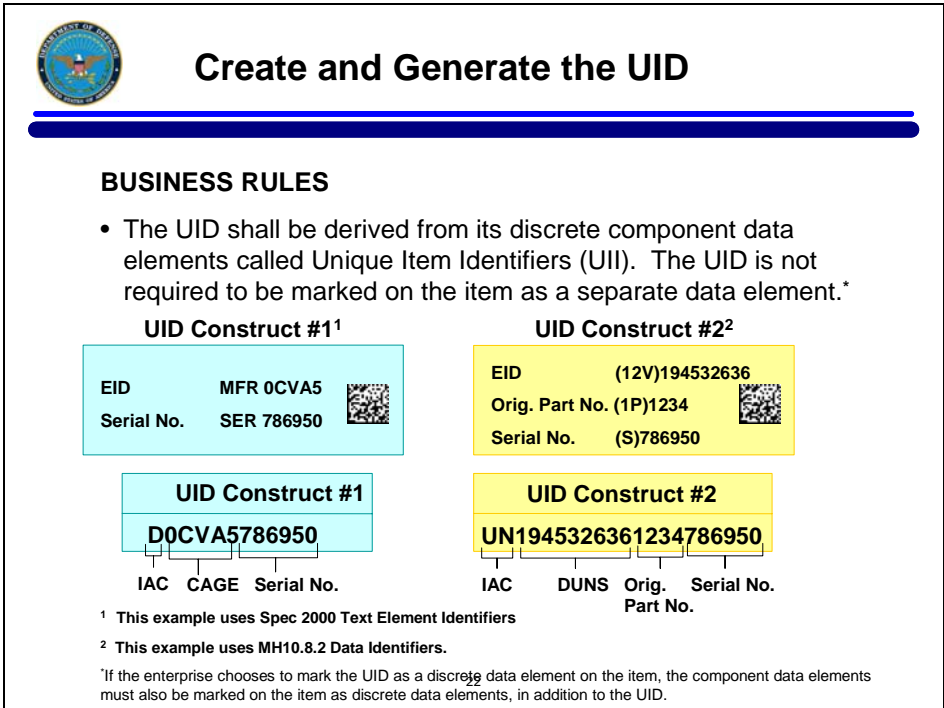 DEPARTMENT OF DEFENSE
UNITED STATES OF AMERICA
Create and Generate the UID
BUSINESS RULES
• The UID shall be derived from its discrete component data
elements called Unique Item Identifiers (UII).  The UID is not
required to be marked on the item as a separate data element.*
UID Construct #1¹
EID MFR 0CVA5
Serial No. SER 786950
UID Construct #1
D0CVA5786950
IAC CAGE Serial No.
UID Construct #2²
EID (12V)194532636
Orig. Part No. (1P)1234
Serial No. (S)786950
UID Construct #2
UN1945326361234786950
IAC DUNS Orig. Part No. Serial No.
¹ This example uses Spec 2000 Text Element Identifiers
² This example uses MH10.8.2 Data Identifiers.
*If the enterprise chooses to mark the UID as a discrete data element on the item, the component data elements
must also be marked on the item as discrete data elements, in addition to the UID.
22